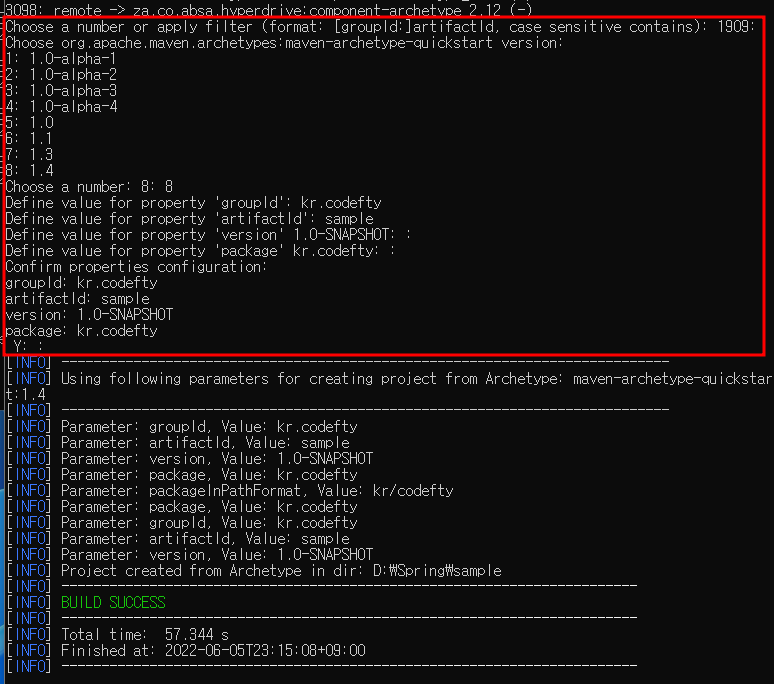 3098: remote -> za.co.absa.hyperdrive:component-archetype_2.12 (-)
Choose a number or apply filter (format: [groupId:]artifactId, case sensitive contains): 1909:
Choose org.apache.maven.archetypes:maven-archetype-quickstart version:
1: 1.0-alpha-1
2: 1.0-alpha-2
3: 1.0-alpha-3
4: 1.0-alpha-4
5: 1.0
6: 1.1
7: 1.3
8: 1.4
Choose a number: 8: 8
Define value for property 'groupId': kr.codefty
Define value for property 'artifactId': sample
Define value for property 'version' 1.0-SNAPSHOT: :
Define value for property 'package' kr.codefty: :
Confirm properties configuration:
groupId: kr.codefty
artifactId: sample
version: 1.0-SNAPSHOT
package: kr.codefty
 Y: :
[INFO] ----------------------------------------------------------------------------
[INFO] Using following parameters for creating project from Archetype: maven-archetype-quickstar
t:1.4
[INFO] ----------------------------------------------------------------------------
[INFO] Parameter: groupId, Value: kr.codefty
[INFO] Parameter: artifactId, Value: sample
[INFO] Parameter: version, Value: 1.0-SNAPSHOT
[INFO] Parameter: package, Value: kr.codefty
[INFO] Parameter: packageInPathFormat, Value: kr/codefty
[INFO] Parameter: package, Value: kr.codefty
[INFO] Parameter: groupId, Value: kr.codefty
[INFO] Parameter: artifactId, Value: sample
[INFO] Parameter: version, Value: 1.0-SNAPSHOT
[INFO] Project created from Archetype in dir: D:₩Spring₩sample
[INFO] ------------------------------------------------------------------------
[INFO] BUILD SUCCESS
[INFO] ------------------------------------------------------------------------
[INFO] Total time:  57.344 s
[INFO] Finished at: 2022-06-05T23:15:08+09:00
[INFO] ------------------------------------------------------------------------